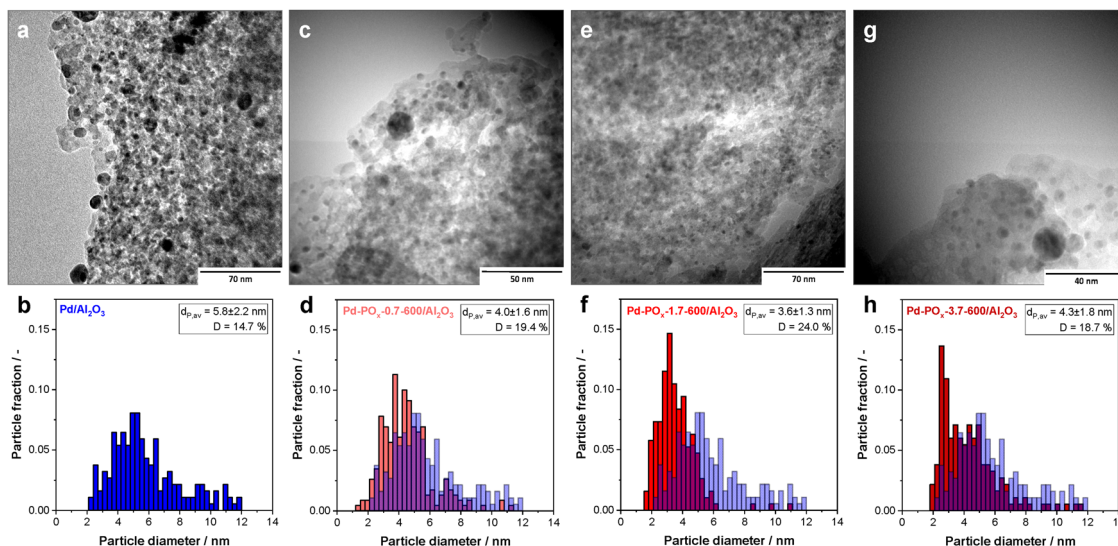 a
70 nm
c
50 nm
e
70 nm
g
40 nm
b
Pd/Al₂O₃
dP,av = 5.8±2.2 nm
D = 14.7 %
Particle fraction / -
0.15
0.10
0.05
0.00
0 2 4 6 8 10 12 14
Particle diameter / nm
d
Pd-POₓ-0.7-600/Al₂O₃
dP,av = 4.0±1.6 nm
D = 19.4 %
Particle fraction / -
0.15
0.10
0.05
0.00
0 2 4 6 8 10 12 14
Particle diameter / nm
f
Pd-POₓ-1.7-600/Al₂O₃
dP,av = 3.6±1.3 nm
D = 24.0 %
Particle fraction / -
0.15
0.10
0.05
0.00
0 2 4 6 8 10 12 14
Particle diameter / nm
h
Pd-POₓ-3.7-600/Al₂O₃
dP,av = 4.3±1.8 nm
D = 18.7 %
Particle fraction / -
0.15
0.10
0.05
0.00
0 2 4 6 8 10 12 14
Particle diameter / nm